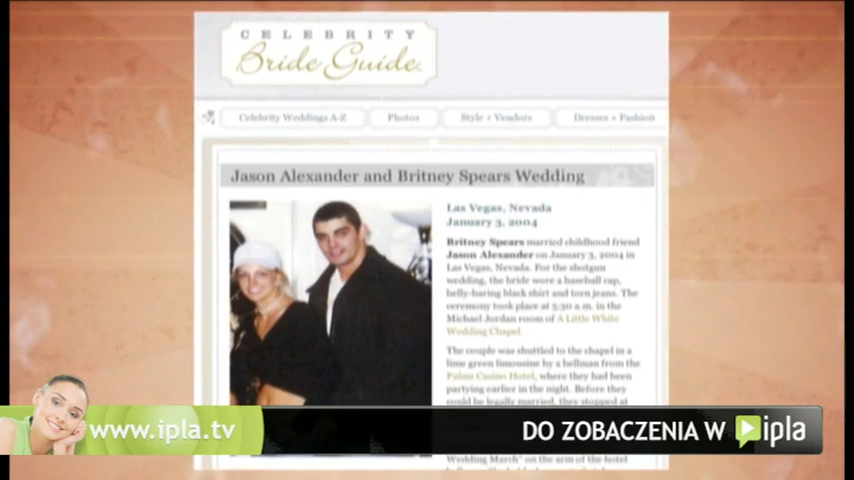 CELEBRITY
Bride Guide
Celebrity Weddings A-Z
Photos
Style + Vendors
Dresses + Fashion
Jason Alexander and Britney Spears Wedding
Las Vegas, Nevada
January 3, 2004
Britney Spears married childhood friend
Jason Alexander on January 3, 2004 in
Las Vegas, Nevada. For the shotgun
wedding, the bride wore a baseball cap,
belly-baring black shirt and torn jeans. The
ceremony took place at 5:30 a.m. in the
Michael Jordan room of A Little White
Wedding Chapel.
The couple was shuttled to the chapel in a
lime green limousine by a bellman from the
Palms Casino Hotel, where they had been
partying earlier in the night. Before they
could be legally married, they stopped at
www.ipla.tv
DO ZOBACZENIA W ipla
Wedding March" on the arm of the hotel